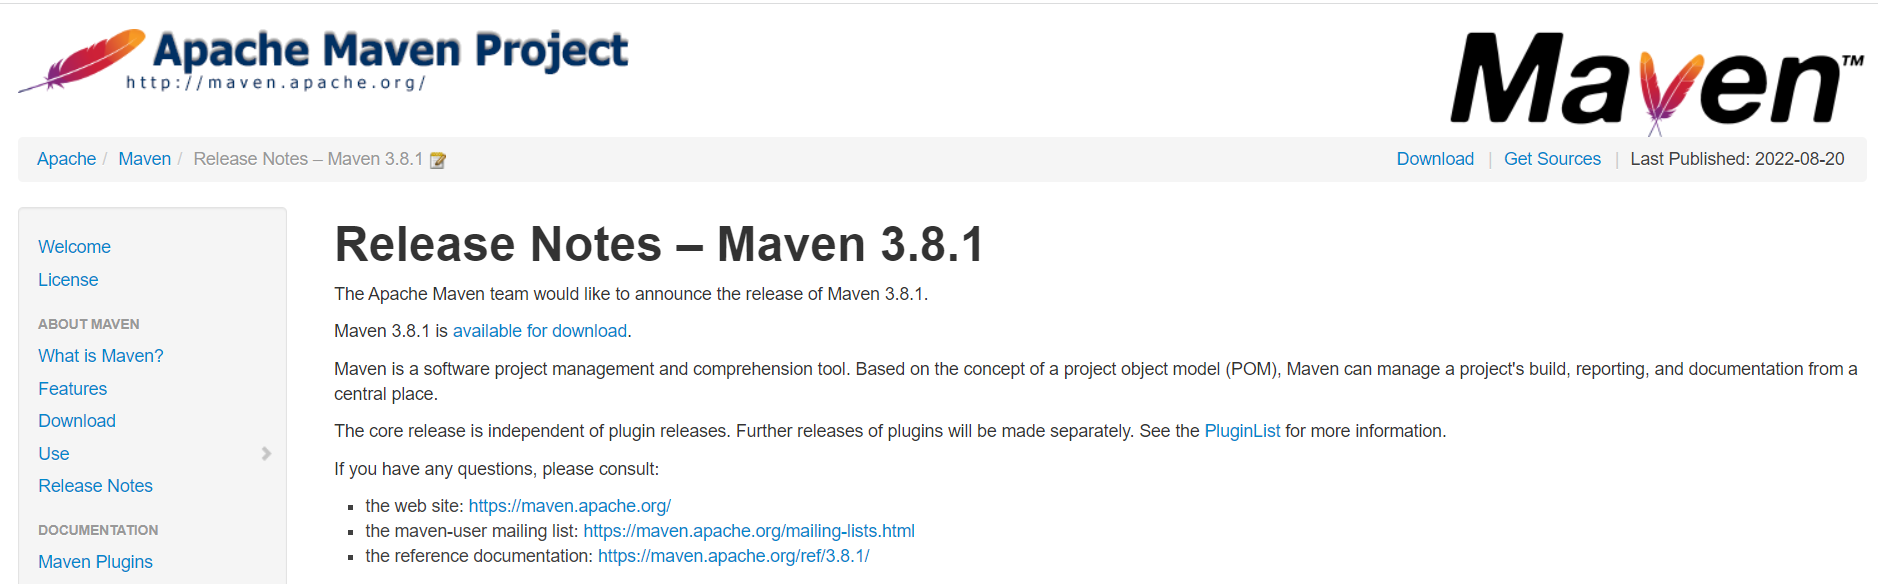 Apache Maven Project
http://maven.apache.org/
Maven™
Apache / Maven / Release Notes – Maven 3.8.1
Download | Get Sources | Last Published: 2022-08-20
Welcome
License
ABOUT MAVEN
What is Maven?
Features
Download
Use
Release Notes
DOCUMENTATION
Maven Plugins
Release Notes – Maven 3.8.1
The Apache Maven team would like to announce the release of Maven 3.8.1.
Maven 3.8.1 is available for download.
Maven is a software project management and comprehension tool. Based on the concept of a project object model (POM), Maven can manage a project's build, reporting, and documentation from a
central place.
The core release is independent of plugin releases. Further releases of plugins will be made separately. See the PluginList for more information.
If you have any questions, please consult:
▪ the web site: https://maven.apache.org/
▪ the maven-user mailing list: https://maven.apache.org/mailing-lists.html
▪ the reference documentation: https://maven.apache.org/ref/3.8.1/